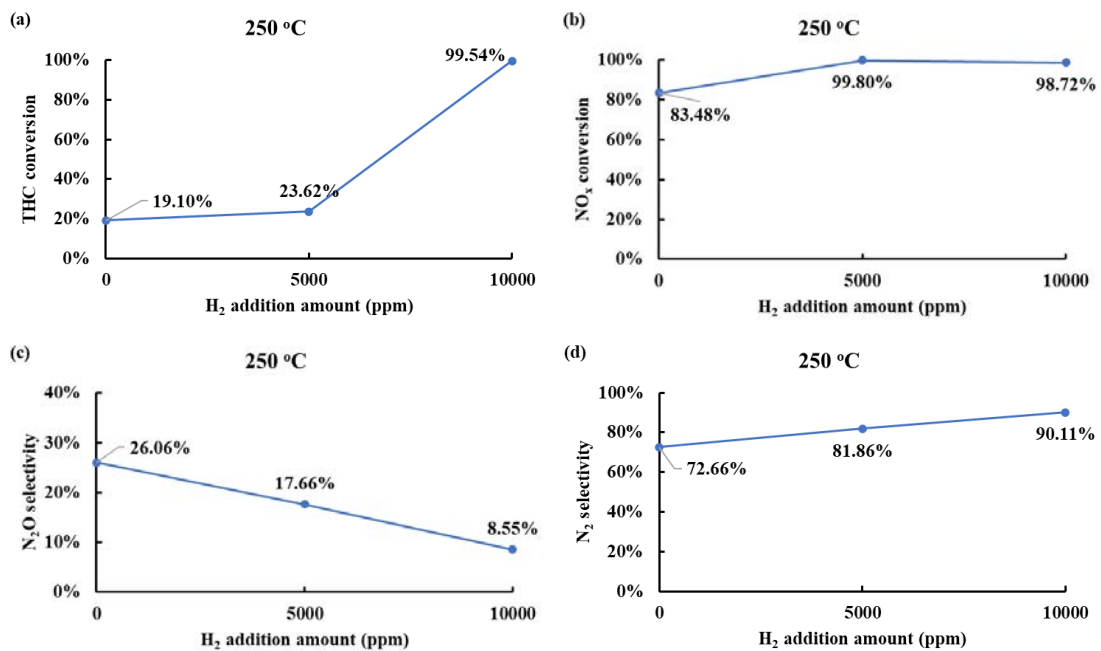 (a)
250 °C
THC conversion
100%
80%
60%
40%
20%
0%
19.10%
23.62%
99.54%
0
5000
10000
H₂ addition amount (ppm)
(b)
250 °C
NOₓ conversion
100%
80%
60%
40%
20%
0%
83.48%
99.80%
98.72%
0
5000
10000
H₂ addition amount (ppm)
(c)
250 °C
N₂O selectivity
40%
30%
20%
10%
0%
26.06%
17.66%
8.55%
0
5000
10000
H₂ addition amount (ppm)
(d)
250 °C
N₂ selectivity
100%
80%
60%
40%
20%
0%
72.66%
81.86%
90.11%
0
5000
10000
H₂ addition amount (ppm)